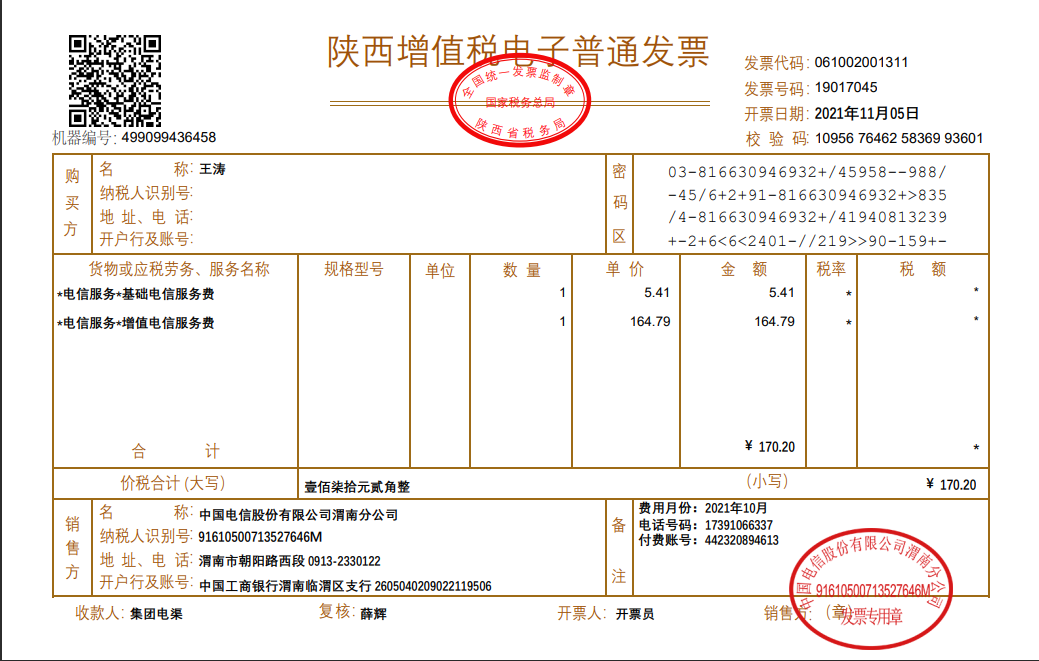 陕西增值税电子普通发票
全国统一发票监制章
国家税务总局
陕西省税务局
发票代码: 061002001311
发票号码: 19017045
开票日期: 2021年11月05日
校 验 码: 10956 76462 58369 93601
机器编号: 499099436458
购买方
名 称: 王涛
纳税人识别号:
地 址、电 话:
开户行及账号:
密码区
03-816630946932+/45958--988/
-45/6+2+91-816630946932+>835
/4-816630946932+/41940813239
+-2+6<6<2401-//219>>90-159+-
货物或应税劳务、服务名称 规格型号 单位 数 量 单 价 金 额 税率 税 额
*电信服务*基础电信服务费 1 5.41 5.41 * *
*电信服务*增值电信服务费 1 164.79 164.79 * *
合 计 ¥ 170.20 *
价税合计 (大写) 壹佰柒拾元贰角整 (小写) ¥ 170.20
销售方
名 称: 中国电信股份有限公司渭南分公司
纳税人识别号: 91610500713527646M
地 址、电 话: 渭南市朝阳路西段 0913-2330122
开户行及账号: 中国工商银行渭南临渭区支行 2605040209022119506
备注
费用月份: 2021年10月
电话号码: 17391066337
付费账号: 442320894613
收款人: 集团电渠 复核: 薛辉 开票人: 开票员 销售方: (章)
中国电信股份有限公司渭南分公司
91610500713527646M
发票专用章